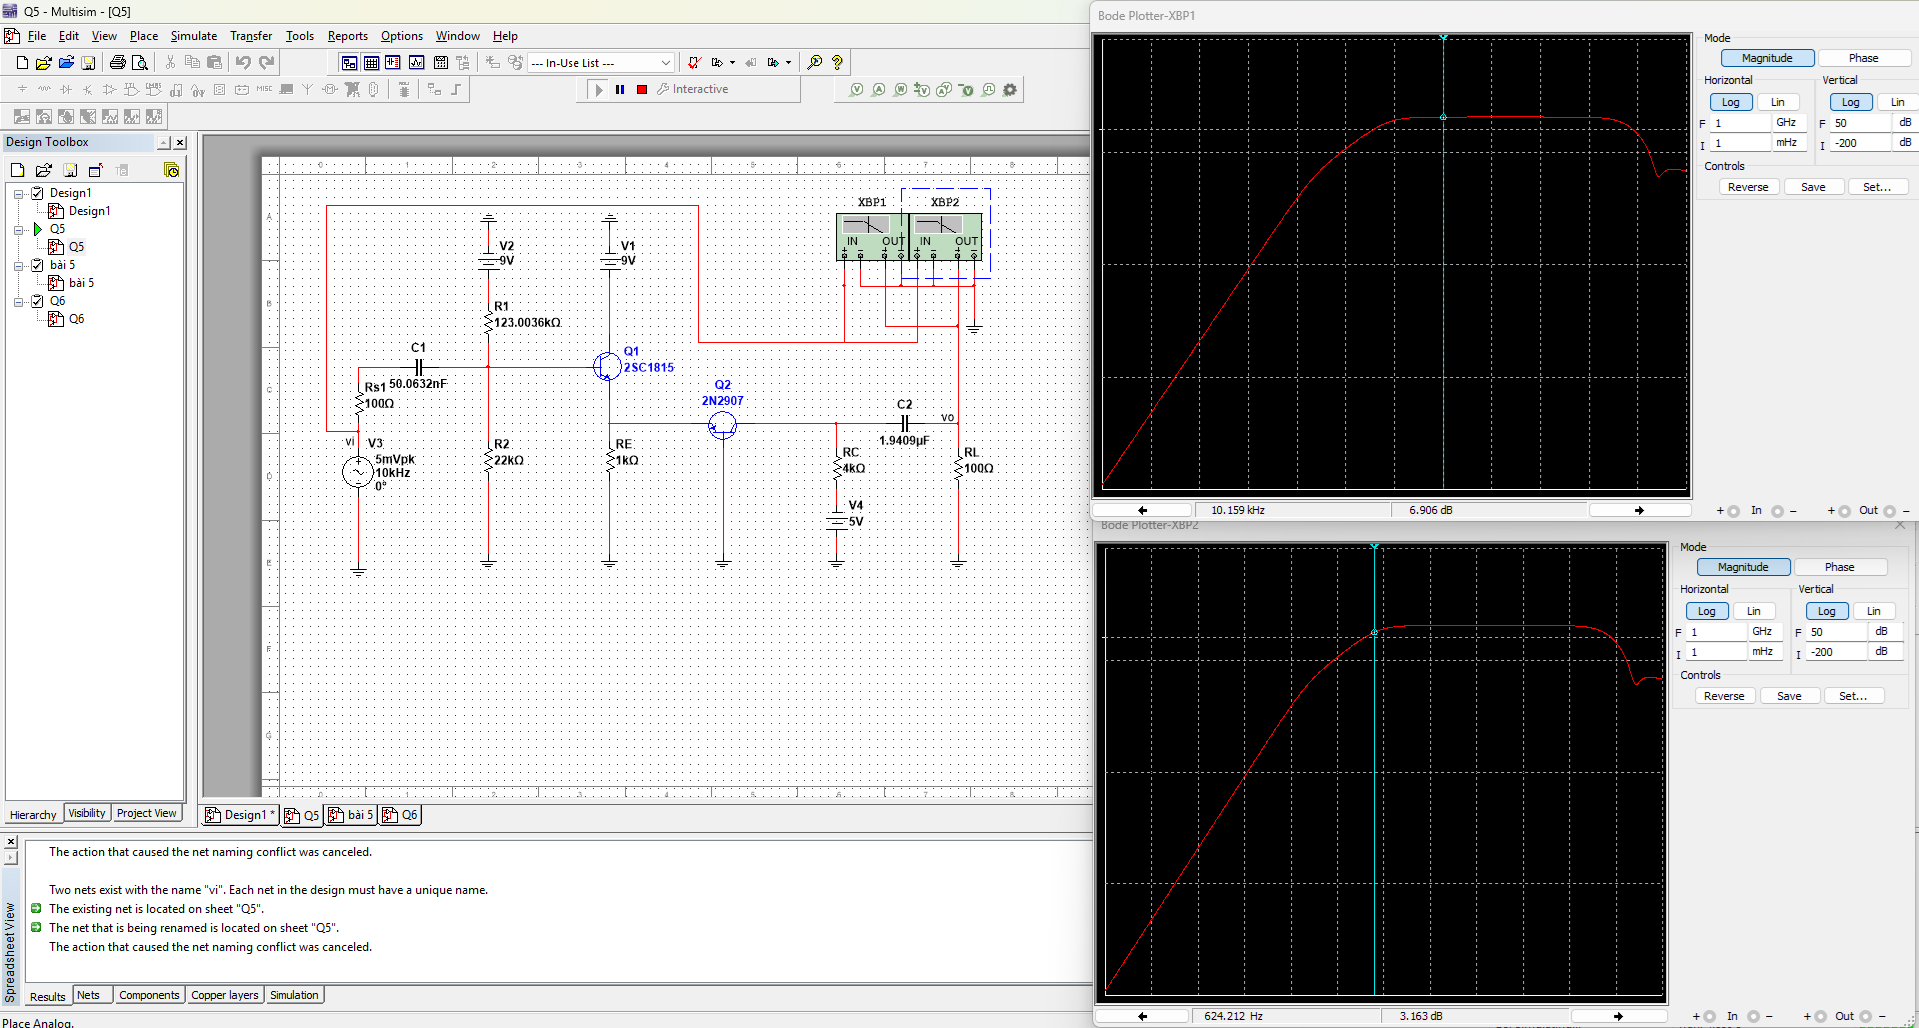 Q5 - Multisim - [Q5]
File Edit View Place Simulate Transfer Tools Reports Options Window Help
--- In-Use List ---
Interactive
MISC
Design Toolbox
Design1
Design1
Q5
Q5
bài 5
bài 5
Q6
Q6
Hierarchy Visibility Project View
0 1 2 3 4 5 6 7 8
A
B
C
D
E
F
G
XBP1 XBP2
IN OUT IN OUT
V2
9V
V1
9V
R1
123.0036kΩ
C1
50.0632nF
Rs1
100Ω
Q1
2SC1815
Q2
2N2907
C2
1.9409µF
vo
vi
V3
5mVpk
10kHz
0°
R2
22kΩ
RE
1kΩ
RC
4kΩ
RL
100Ω
V4
5V
Design1 * Q5 bài 5 Q6
The action that caused the net naming conflict was canceled.
Two nets exist with the name "vi". Each net in the design must have a unique name.
The existing net is located on sheet "Q5".
The net that is being renamed is located on sheet "Q5".
The action that caused the net naming conflict was canceled.
Spreadsheet View
Results Nets Components Copper layers Simulation
Place Analog.
Bode Plotter-XBP1
Mode
Magnitude Phase
Horizontal Vertical
Log Lin Log Lin
F 1 GHz F 50 dB
I 1 mHz I -200 dB
Controls
Reverse Save Set...
10.159 kHz 6.906 dB
+ In − + Out −
Bode Plotter-XBP2
Mode
Magnitude Phase
Horizontal Vertical
Log Lin Log Lin
F 1 GHz F 50 dB
I 1 mHz I -200 dB
Controls
Reverse Save Set...
624.212 Hz 3.163 dB
+ In − + Out −